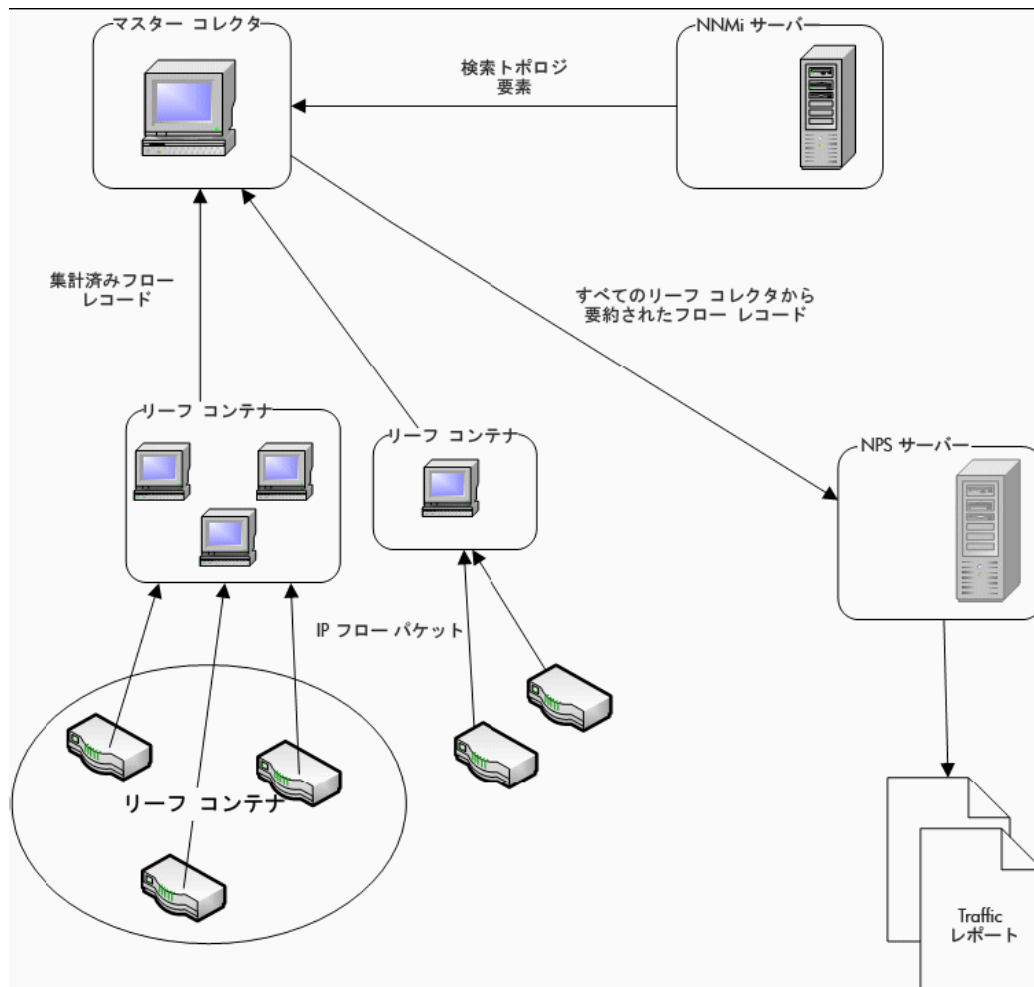 マスター コレクタ
NNMi サーバー
検索トポロジ
要素
集計済みフロー
レコード
すべてのリーフ コレクタから
要約されたフロー レコード
リーフ コンテナ
リーフ コンテナ
NPS サーバー
IP フロー パケット
リーフ コンテナ
Traffic
レポート